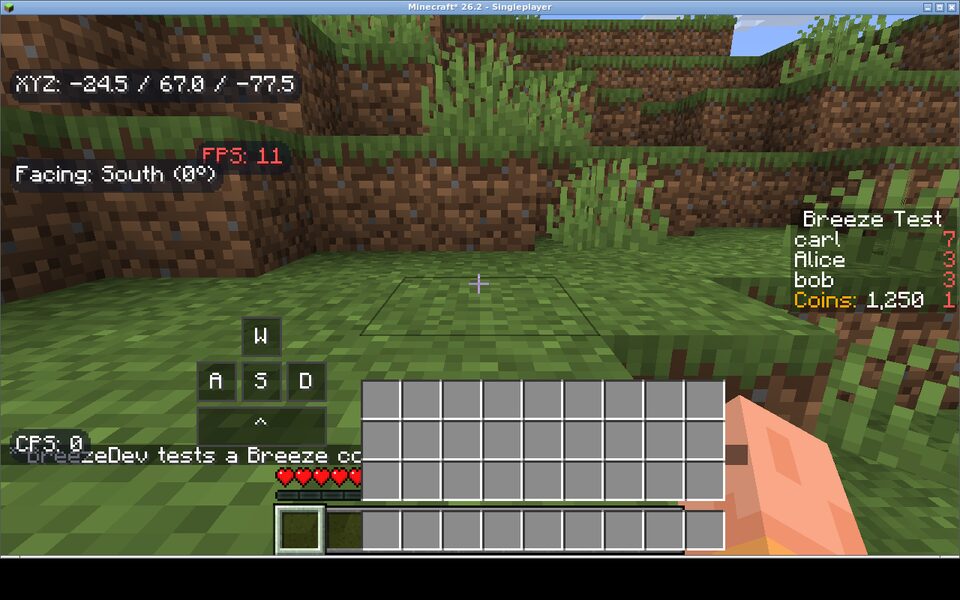 Minecraft* 26.2 - Singleplayer
XYZ: -24.5 / 67.0 / -77.5
FPS: 11
Facing: South (0°)
Breeze Test
carl 7
Alice 3
bob 3
Coins: 1,250 1
W
A S D
^
CPS: 0
* BreezeDev tests a Breeze